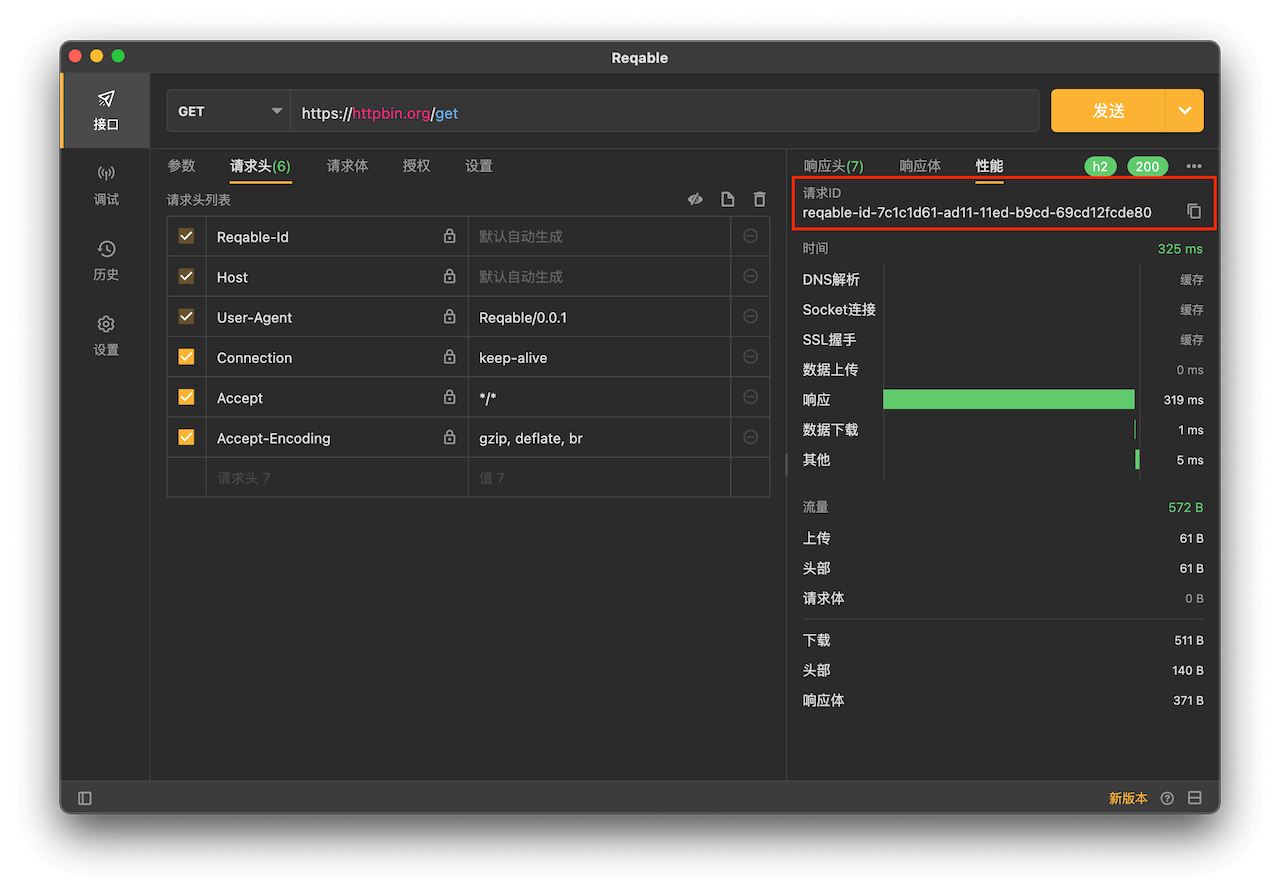 Reqable
接口
调试
历史
设置
GET
https://httpbin.org/get
发送
参数
请求头(6)
请求体
授权
设置
请求头列表
Reqable-Id
默认自动生成
Host
默认自动生成
User-Agent
Reqable/0.0.1
Connection
keep-alive
Accept
*/*
Accept-Encoding
gzip, deflate, br
请求头 7
值 7
响应头(7)
响应体
性能
h2
200
请求ID
reqable-id-7c1c1d61-ad11-11ed-b9cd-69cd12fcde80
时间
325 ms
DNS解析
缓存
Socket连接
缓存
SSL握手
缓存
数据上传
0 ms
响应
319 ms
数据下载
1 ms
其他
5 ms
流量
572 B
上传
61 B
头部
61 B
请求体
0 B
下载
511 B
头部
140 B
响应体
371 B
新版本